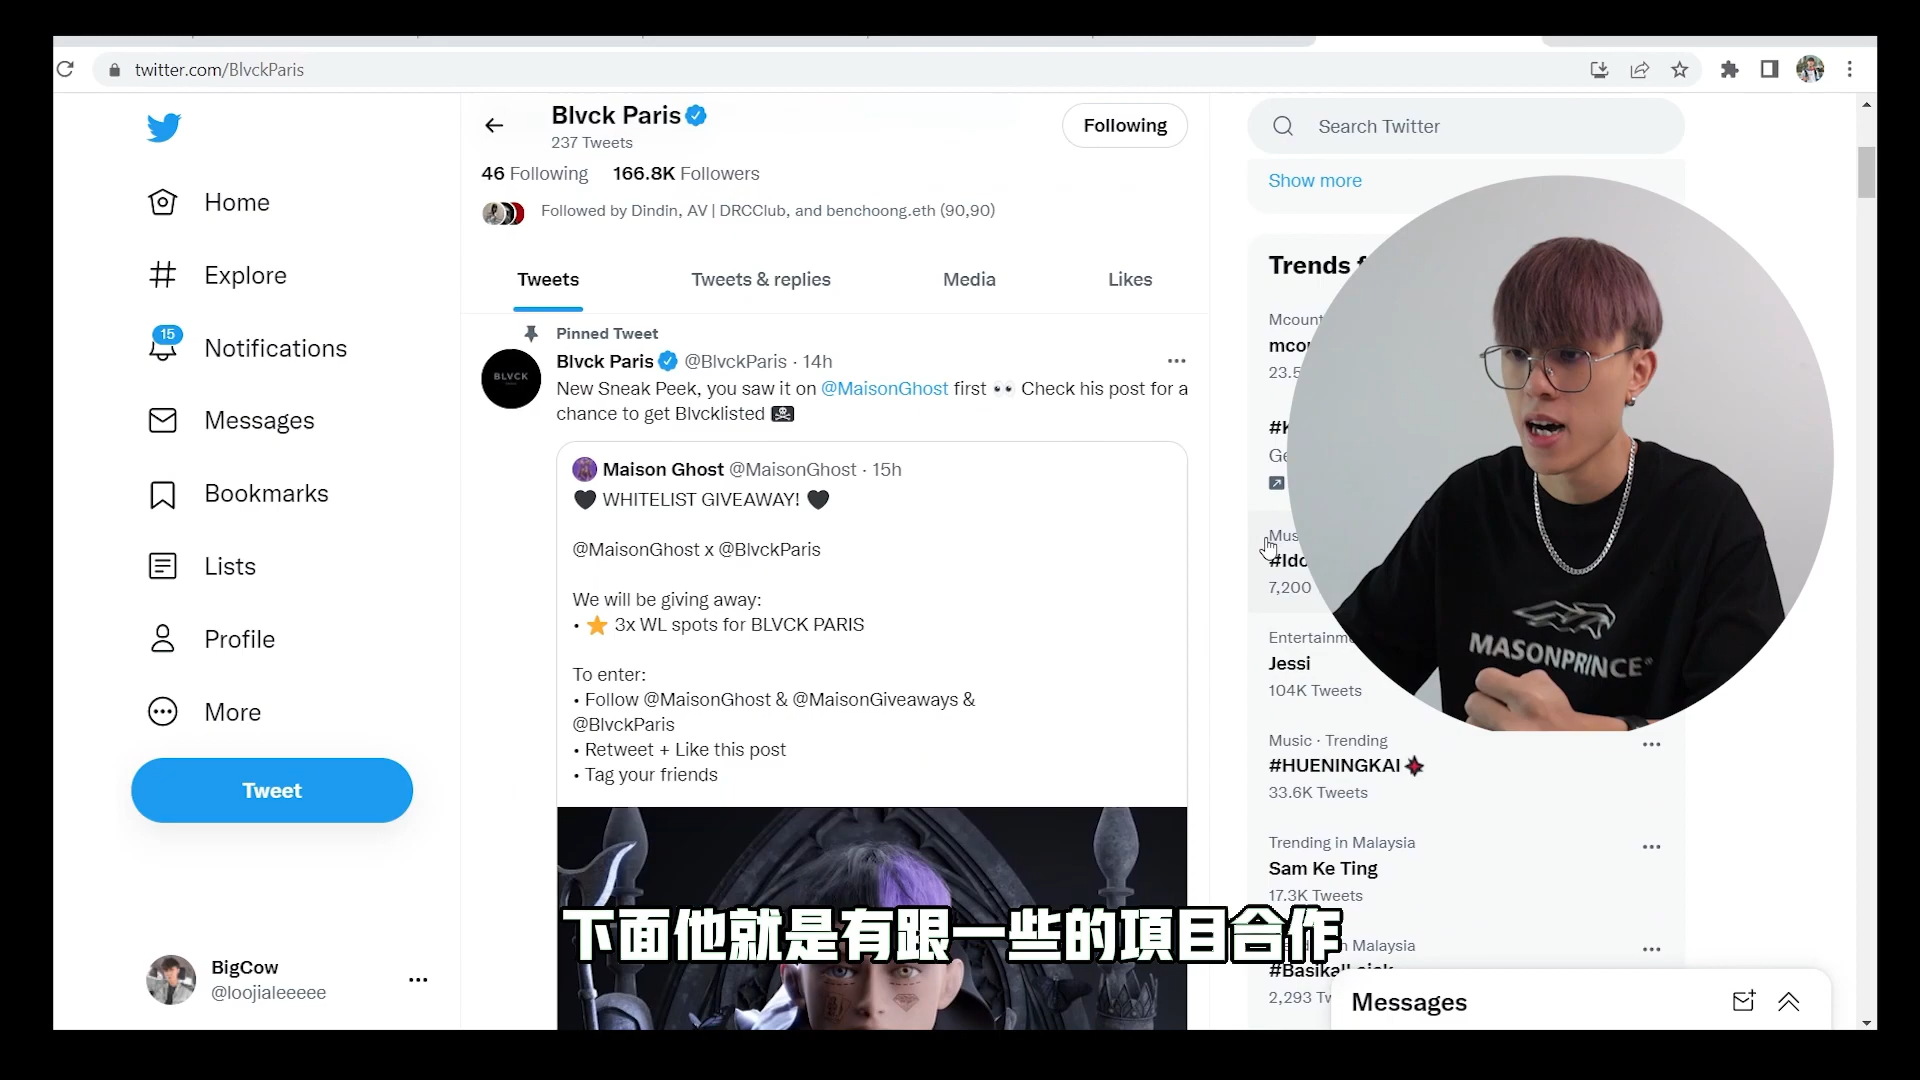 twitter.com/BlvckParis
Blvck Paris
237 Tweets
Following
46 Following 166.8K Followers
Followed by Dindin, AV | DRCClub, and benchoong.eth (90,90)
Tweets Tweets & replies Media Likes
Home
Explore
15
Notifications
Messages
Bookmarks
Lists
Profile
More
Tweet
BigCow
@loojialeeeee
Pinned Tweet
BLVCK
Blvck Paris @BlvckParis · 14h
New Sneak Peek, you saw it on @MaisonGhost first 👀 Check his post for a
chance to get Blvcklisted 🏴‍☠️
Maison Ghost @MaisonGhost · 15h
🖤 WHITELIST GIVEAWAY! 🖤
@MaisonGhost x @BlvckParis
We will be giving away:
• ⭐ 3x WL spots for BLVCK PARIS
To enter:
• Follow @MaisonGhost & @MaisonGiveaways &
@BlvckParis
• Retweet + Like this post
• Tag your friends
下面他就是有跟一些的項目合作
Search Twitter
Show more
Trends
Entertainm
Jessi
104K Tweets
7,200
Music · Trending
#HUENINGKAI
33.6K Tweets
Trending in Malaysia
Sam Ke Ting
17.3K Tweets
in Malaysia
2,293
Messages
MASONPRINCE